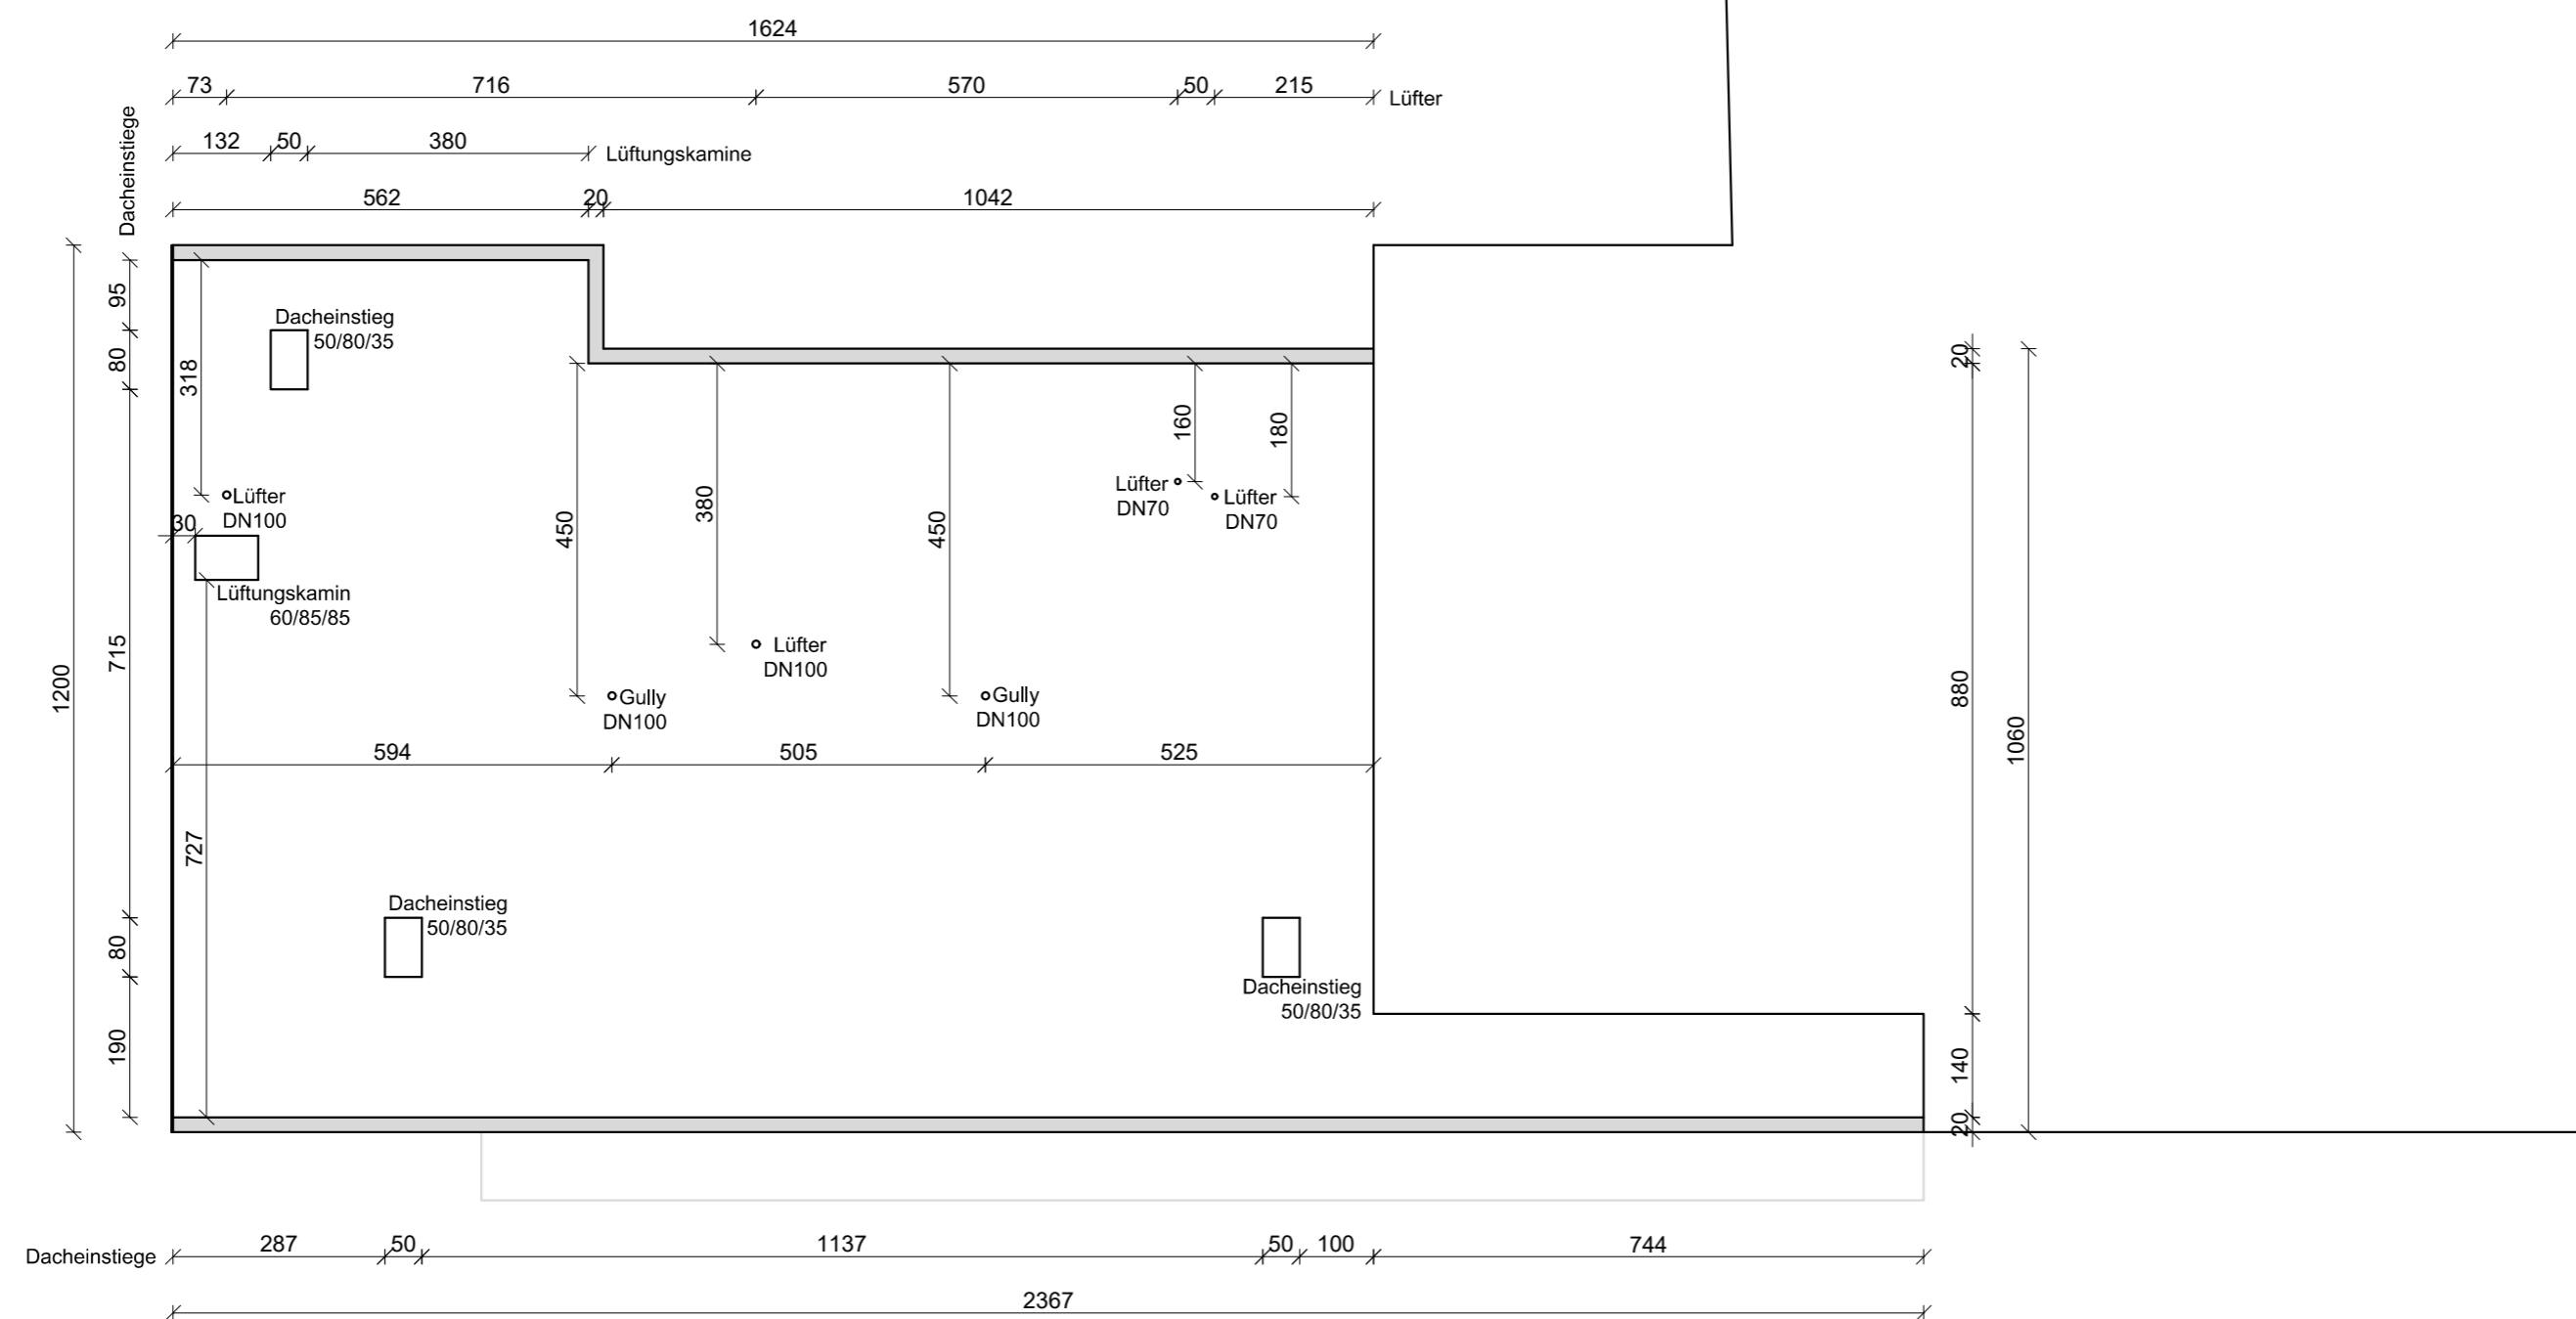 1624
73
716
570
50
215
Lüfter
Dacheinstiege
132
50
380
Lüftungskamine
562
20
1042
95
80
715
80
190
1200
318
Dacheinstieg
50/80/35
Lüfter
DN100
30
Lüftungskamin
60/85/85
727
450
380
450
160
180
Lüfter
DN70
Lüfter
DN70
Lüfter
DN100
Gully
DN100
Gully
DN100
594
505
525
Dacheinstieg
50/80/35
Dacheinstieg
50/80/35
20
880
140
20
1060
Dacheinstiege
287
50
1137
50
100
744
2367